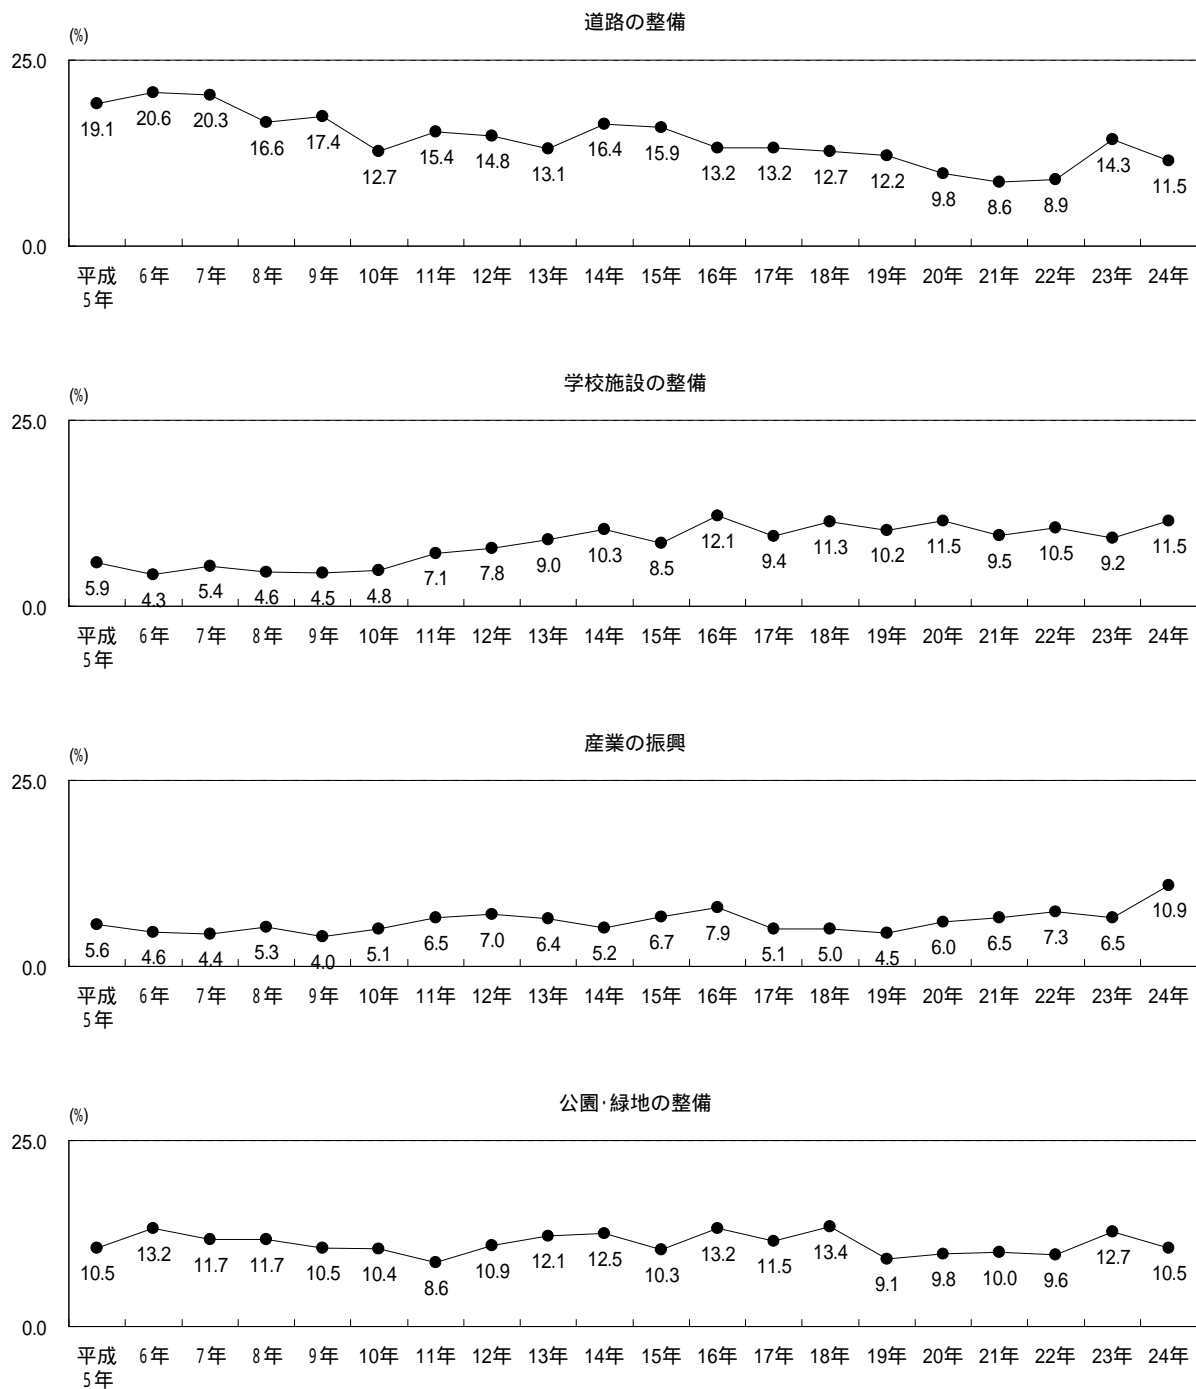 道路の整備
(%)
25.0
19.1 20.6 20.3 16.6 17.4 12.7 15.4 14.8 13.1 16.4 15.9 13.2 13.2 12.7 12.2 9.8 8.6 8.9 14.3 11.5
0.0
平成 6年 7年 8年 9年 10年 11年 12年 13年 14年 15年 16年 17年 18年 19年 20年 21年 22年 23年 24年
5年
学校施設の整備
(%)
25.0
5.9 4.3 5.4 4.6 4.5 4.8 7.1 7.8 9.0 10.3 8.5 12.1 9.4 11.3 10.2 11.5 9.5 10.5 9.2 11.5
0.0
平成 6年 7年 8年 9年 10年 11年 12年 13年 14年 15年 16年 17年 18年 19年 20年 21年 22年 23年 24年
5年
産業の振興
(%)
25.0
5.6 4.6 4.4 5.3 4.0 5.1 6.5 7.0 6.4 5.2 6.7 7.9 5.1 5.0 4.5 6.0 6.5 7.3 6.5 10.9
0.0
平成 6年 7年 8年 9年 10年 11年 12年 13年 14年 15年 16年 17年 18年 19年 20年 21年 22年 23年 24年
5年
公園･緑地の整備
(%)
25.0
10.5 13.2 11.7 11.7 10.5 10.4 8.6 10.9 12.1 12.5 10.3 13.2 11.5 13.4 9.1 9.8 10.0 9.6 12.7 10.5
0.0
平成 6年 7年 8年 9年 10年 11年 12年 13年 14年 15年 16年 17年 18年 19年 20年 21年 22年 23年 24年
5年